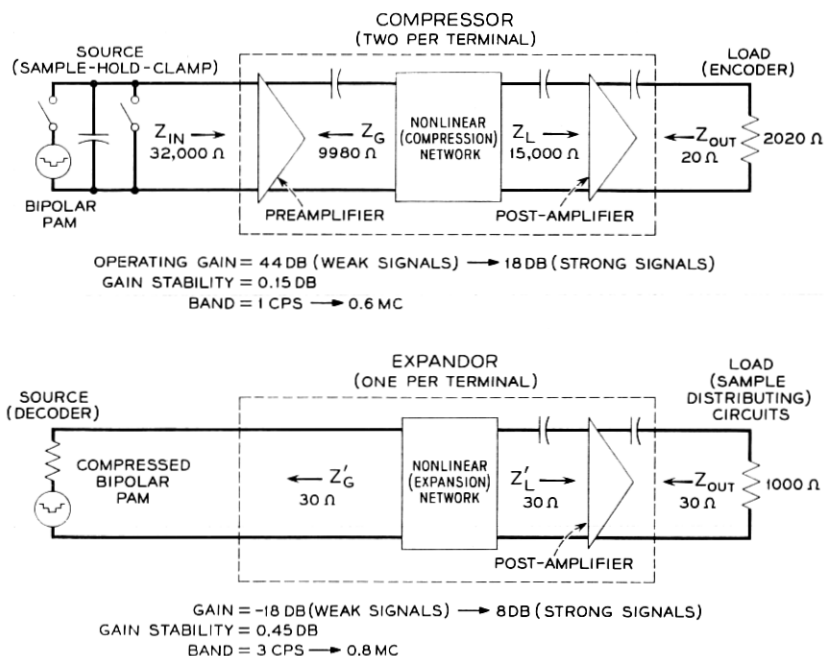 COMPRESSOR
(TWO PER TERMINAL)
SOURCE
(SAMPLE-HOLD-CLAMP)
LOAD
(ENCODER)
Z_IN
32,000 Ω
Z_G
9980 Ω
NONLINEAR
(COMPRESSION)
NETWORK
Z_L
15,000 Ω
Z_OUT
20 Ω
2020 Ω
BIPOLAR
PAM
PREAMPLIFIER
POST-AMPLIFIER
OPERATING GAIN = 44 DB (WEAK SIGNALS) → 18 DB (STRONG SIGNALS)
GAIN STABILITY = 0.15 DB
BAND = 1 CPS → 0.6 MC
EXPANDOR
(ONE PER TERMINAL)
SOURCE
(DECODER)
LOAD
(SAMPLE
DISTRIBUTING)
CIRCUITS
COMPRESSED
BIPOLAR
PAM
Z'_G
30 Ω
NONLINEAR
(EXPANSION)
NETWORK
Z'_L
30 Ω
Z_OUT
30 Ω
1000 Ω
POST-AMPLIFIER
GAIN = -18 DB (WEAK SIGNALS) → 8 DB (STRONG SIGNALS)
GAIN STABILITY = 0.45 DB
BAND = 3 CPS → 0.8 MC